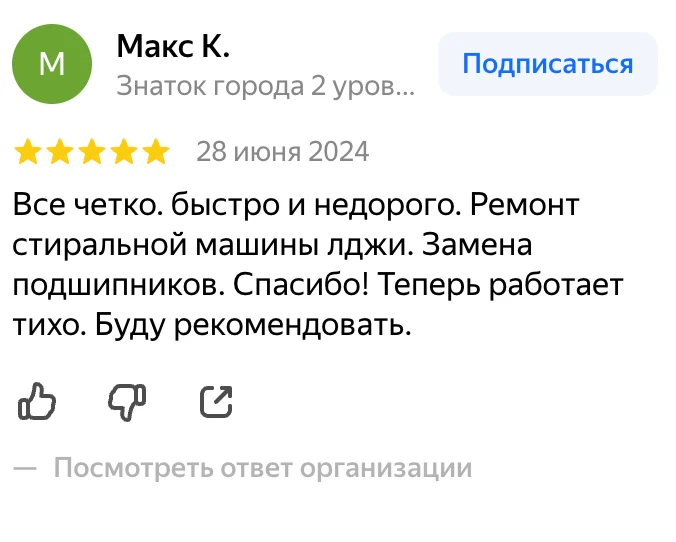 М
Макс К.
Подписаться
Знаток города 2 уров...
28 июня 2024
Все четко. быстро и недорого. Ремонт
стиральной машины лджи. Замена
подшипников. Спасибо! Теперь работает
тихо. Буду рекомендовать.
— Посмотреть ответ организации